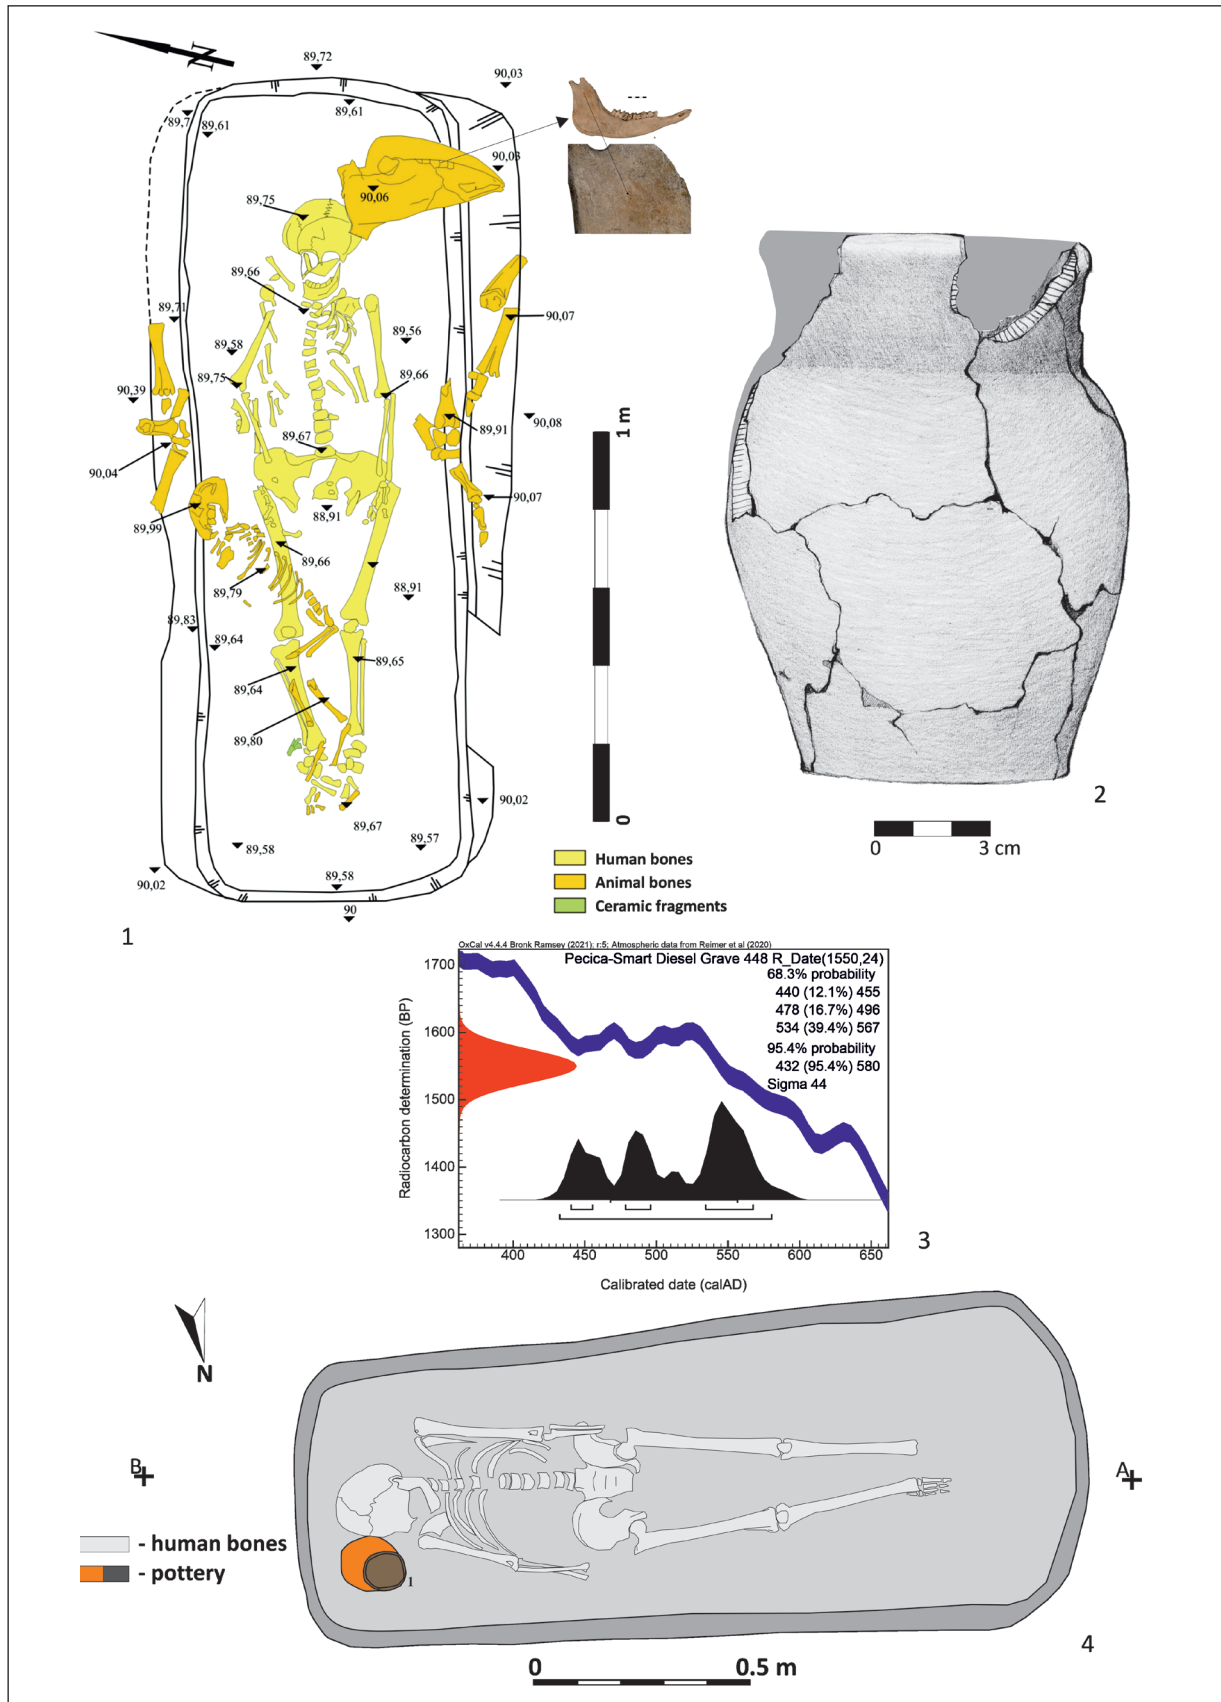 N
89,72
90,03
89,7
89,61
89,61
90,03
90,06
89,75
89,66
89,71
90,07
89,58
89,56
89,75
89,66
90,39
90,08
89,91
89,67
90,04
90,07
88,91
89,99
89,66
89,79
88,91
89,83
89,64
89,65
89,64
89,80
90,02
89,67
89,57
89,58
90,02
89,58
90
1 m
0
Human bones
Animal bones
Ceramic fragments
1
2
0 3 cm
OxCal v4.4.4 Bronk Ramsey (2021); r:5; Atmospheric data from Reimer et al (2020)
Pecica-Smart Diesel Grave 448 R_Date(1550,24)
68.3% probability
440 (12.1%) 455
478 (16.7%) 496
534 (39.4%) 567
95.4% probability
432 (95.4%) 580
Sigma 44
Radiocarbon determination (BP)
1700
1600
1500
1400
1300
400 450 500 550 600 650
Calibrated date (calAD)
3
N
B
A
- human bones
- pottery
1
4
0 0.5 m